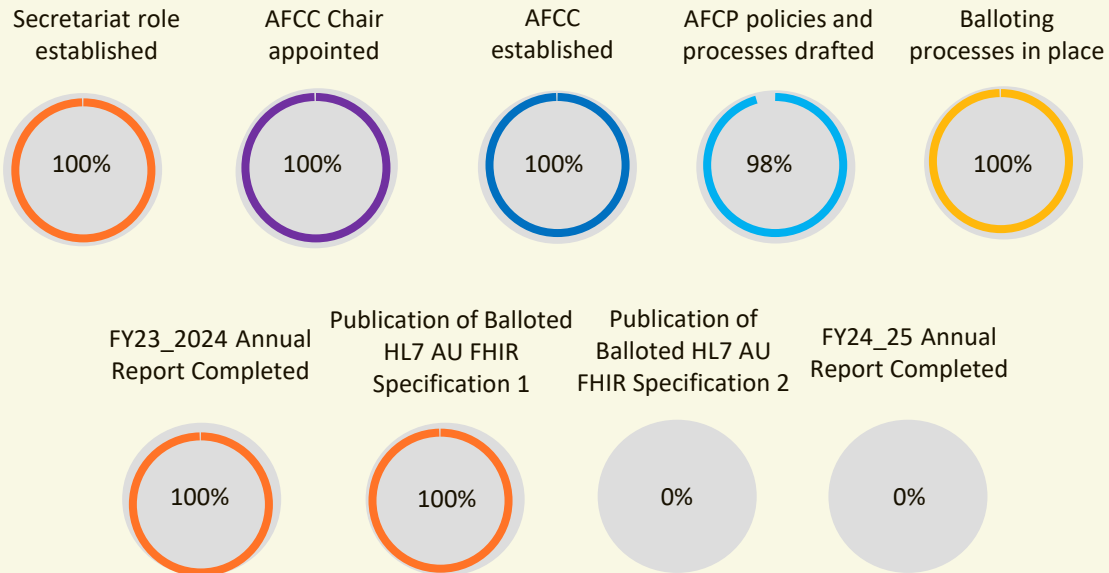 Secretariat role
established
AFCC Chair
appointed
AFCC
established
AFCP policies and
processes drafted
Balloting
processes in place
100%
100%
100%
98%
100%
FY23_2024 Annual
Report Completed
Publication of Balloted
HL7 AU FHIR
Specification 1
Publication of
Balloted HL7 AU
FHIR Specification 2
FY24_25 Annual
Report Completed
100%
100%
0%
0%